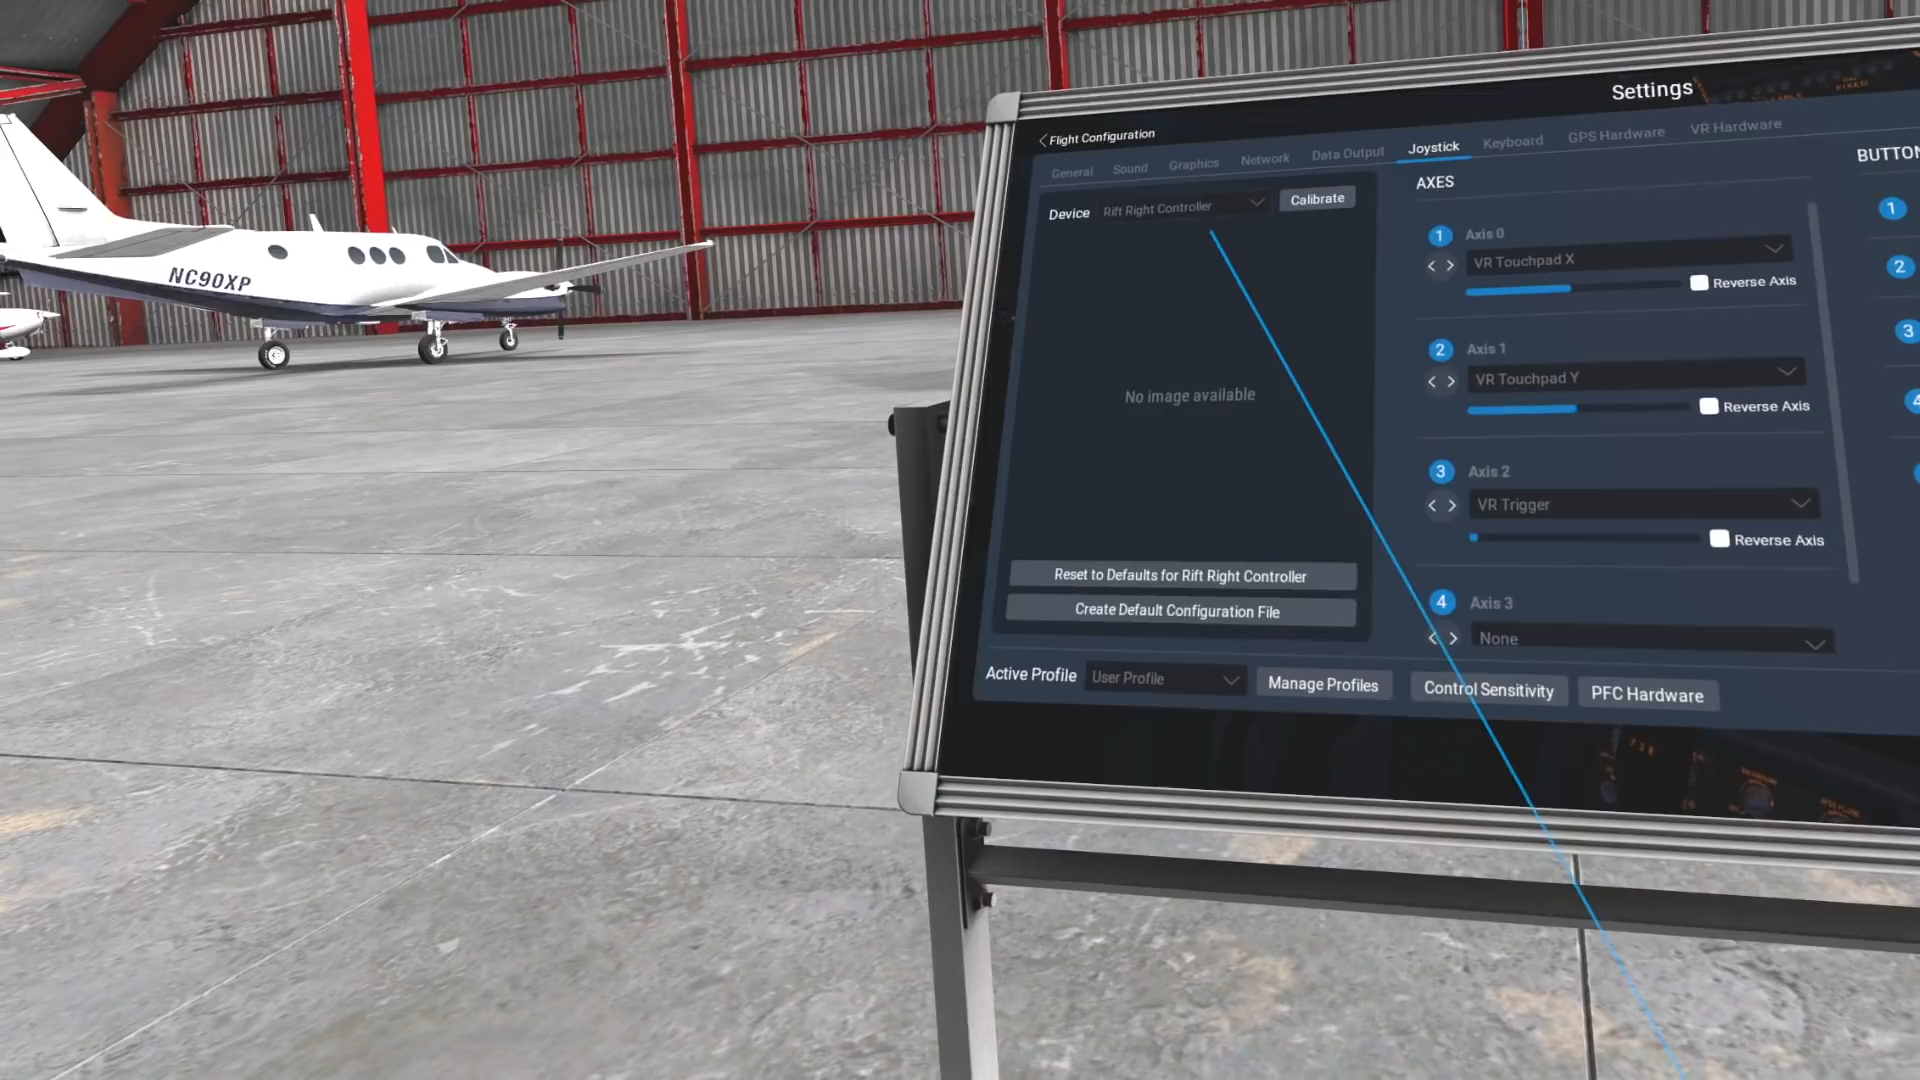 Settings
Flight Configuration
General Sound Graphics Network Data Output Joystick Keyboard GPS Hardware VR Hardware
Device Rift Right Controller Calibrate
No image available
Reset to Defaults for Rift Right Controller
Create Default Configuration File
AXES
1 Axis 0
VR Touchpad X
Reverse Axis
2 Axis 1
VR Touchpad Y
Reverse Axis
3 Axis 2
VR Trigger
Reverse Axis
4 Axis 3
None
BUTTON
1
2
3
4
Active Profile User Profile Manage Profiles Control Sensitivity PFC Hardware
NC90XP